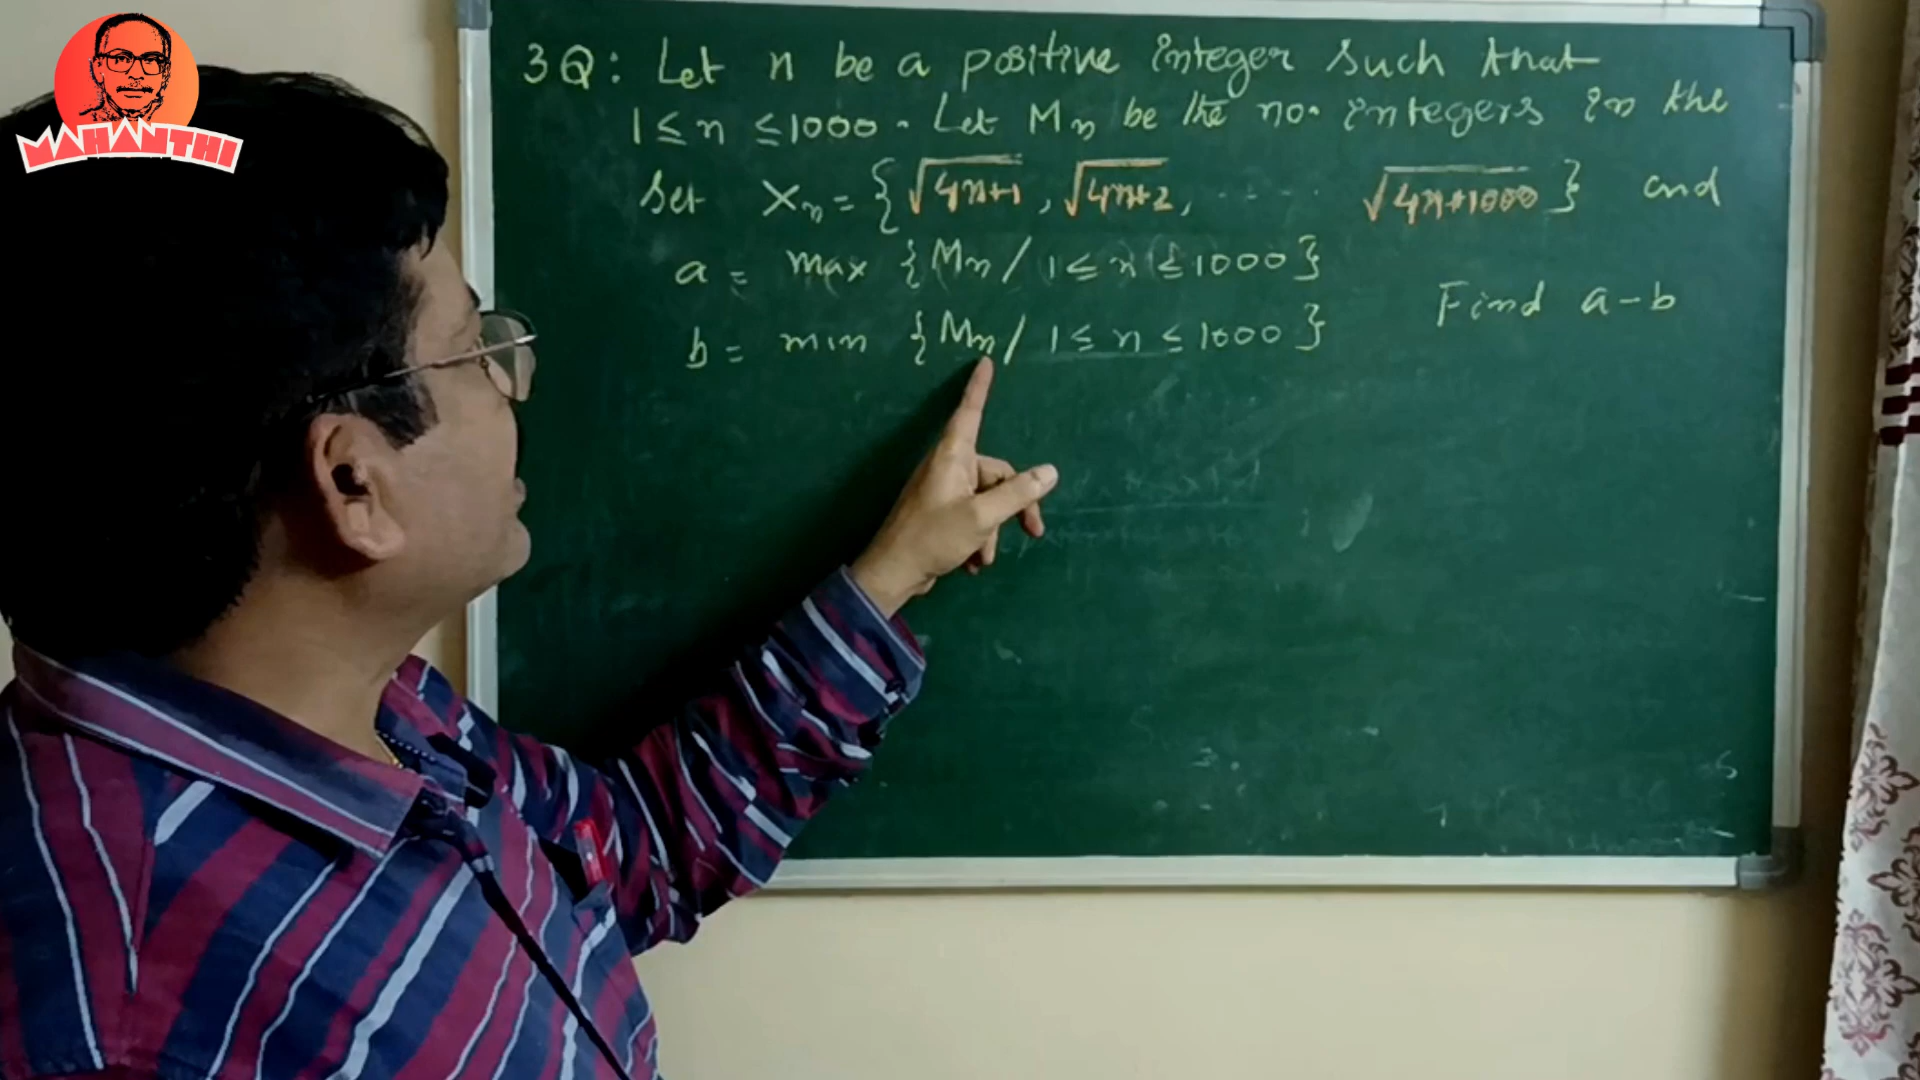 MAHANTHI
3Q: Let n be a positive integer such that
1 ≤ n ≤ 1000. Let Mn be the no. integers in the
set Xn = {√4n+1, √4n+2, ..... √4n+1000} and
a = max {Mn / 1 ≤ n ≤ 1000}
b = min {Mn / 1 ≤ n ≤ 1000} Find a-b